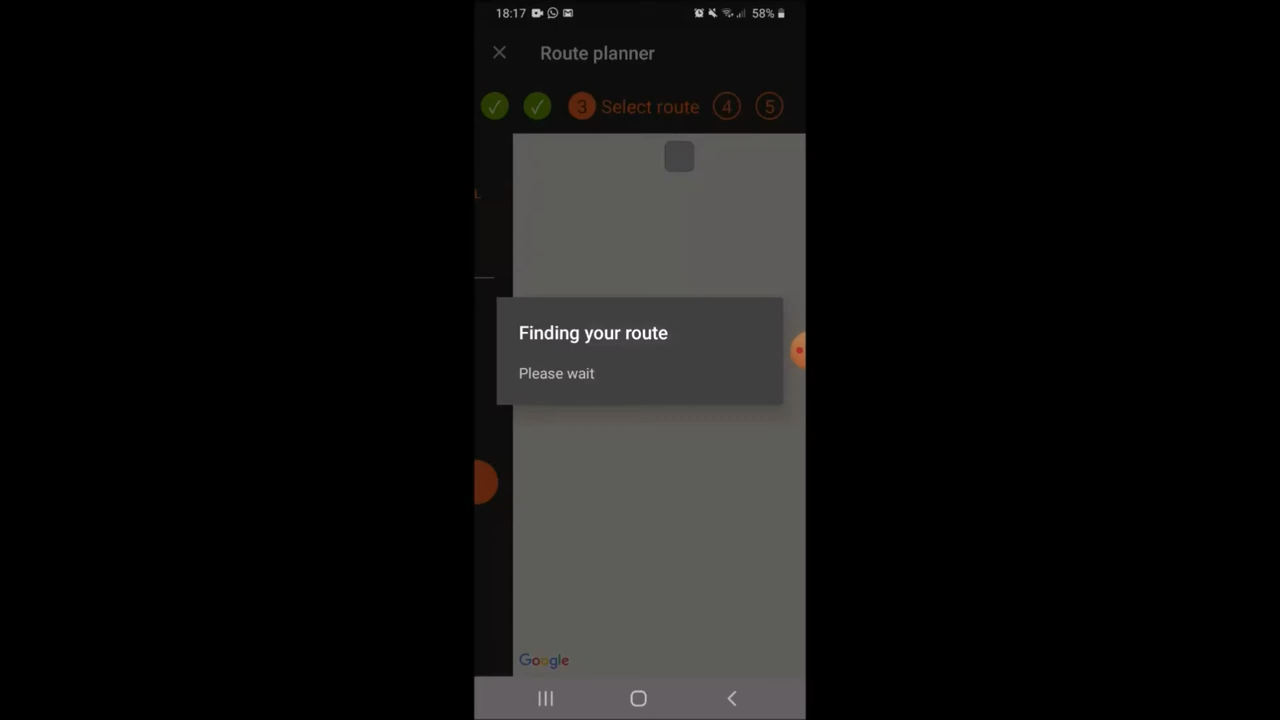 18:17 58%
Route planner
3 Select route 4 5
L
Finding your route
Please wait
Google